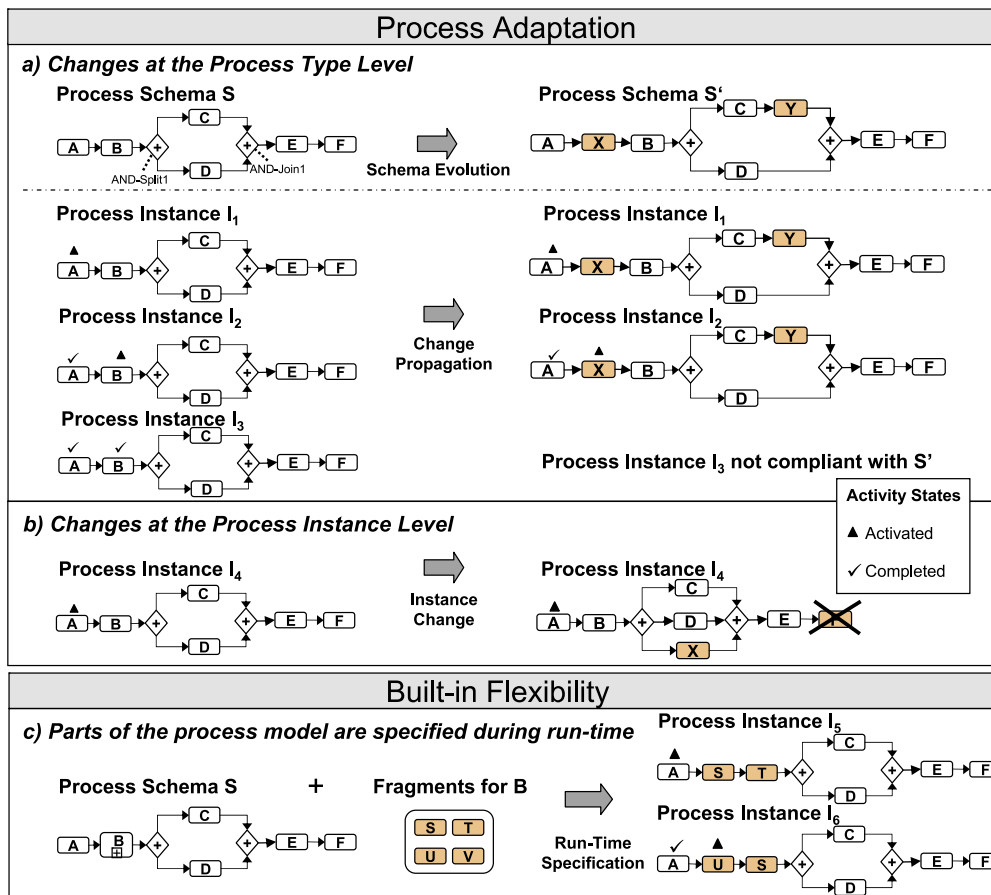 Process Adaptation
a) Changes at the Process Type Level
Process Schema S
Process Schema S‘
A B + C D + E F
AND-Split1
AND-Join1
Schema Evolution
A X B + C Y D + E F
Process Instance I1
A B + C D + E F
Process Instance I1
A X B + C Y D + E F
Process Instance I2
A B + C D + E F
Change
Propagation
Process Instance I2
A X B + C Y D + E F
Process Instance I3
A B + C D + E F
Process Instance I3 not compliant with S'
Activity States
Activated
Completed
b) Changes at the Process Instance Level
Process Instance I4
A B + C D + E F
Instance
Change
Process Instance I4
A B + C D X + E
Built-in Flexibility
c) Parts of the process model are specified during run-time
Process Schema S
+
Fragments for B
A B + C D + E F
S T
U V
Run-Time
Specification
Process Instance I5
A S T + C D + E F
Process Instance I6
A U S + C D + E F